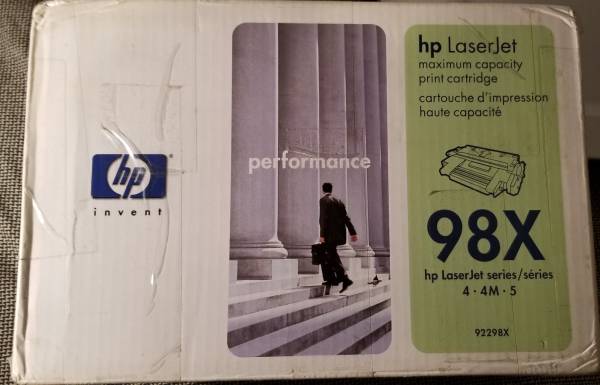 hp
invent
performance
hp LaserJet
maximum capacity
print cartridge
cartouche d'impression
haute capacité
98X
hp LaserJet series/séries
4 · 4M · 5
92298X